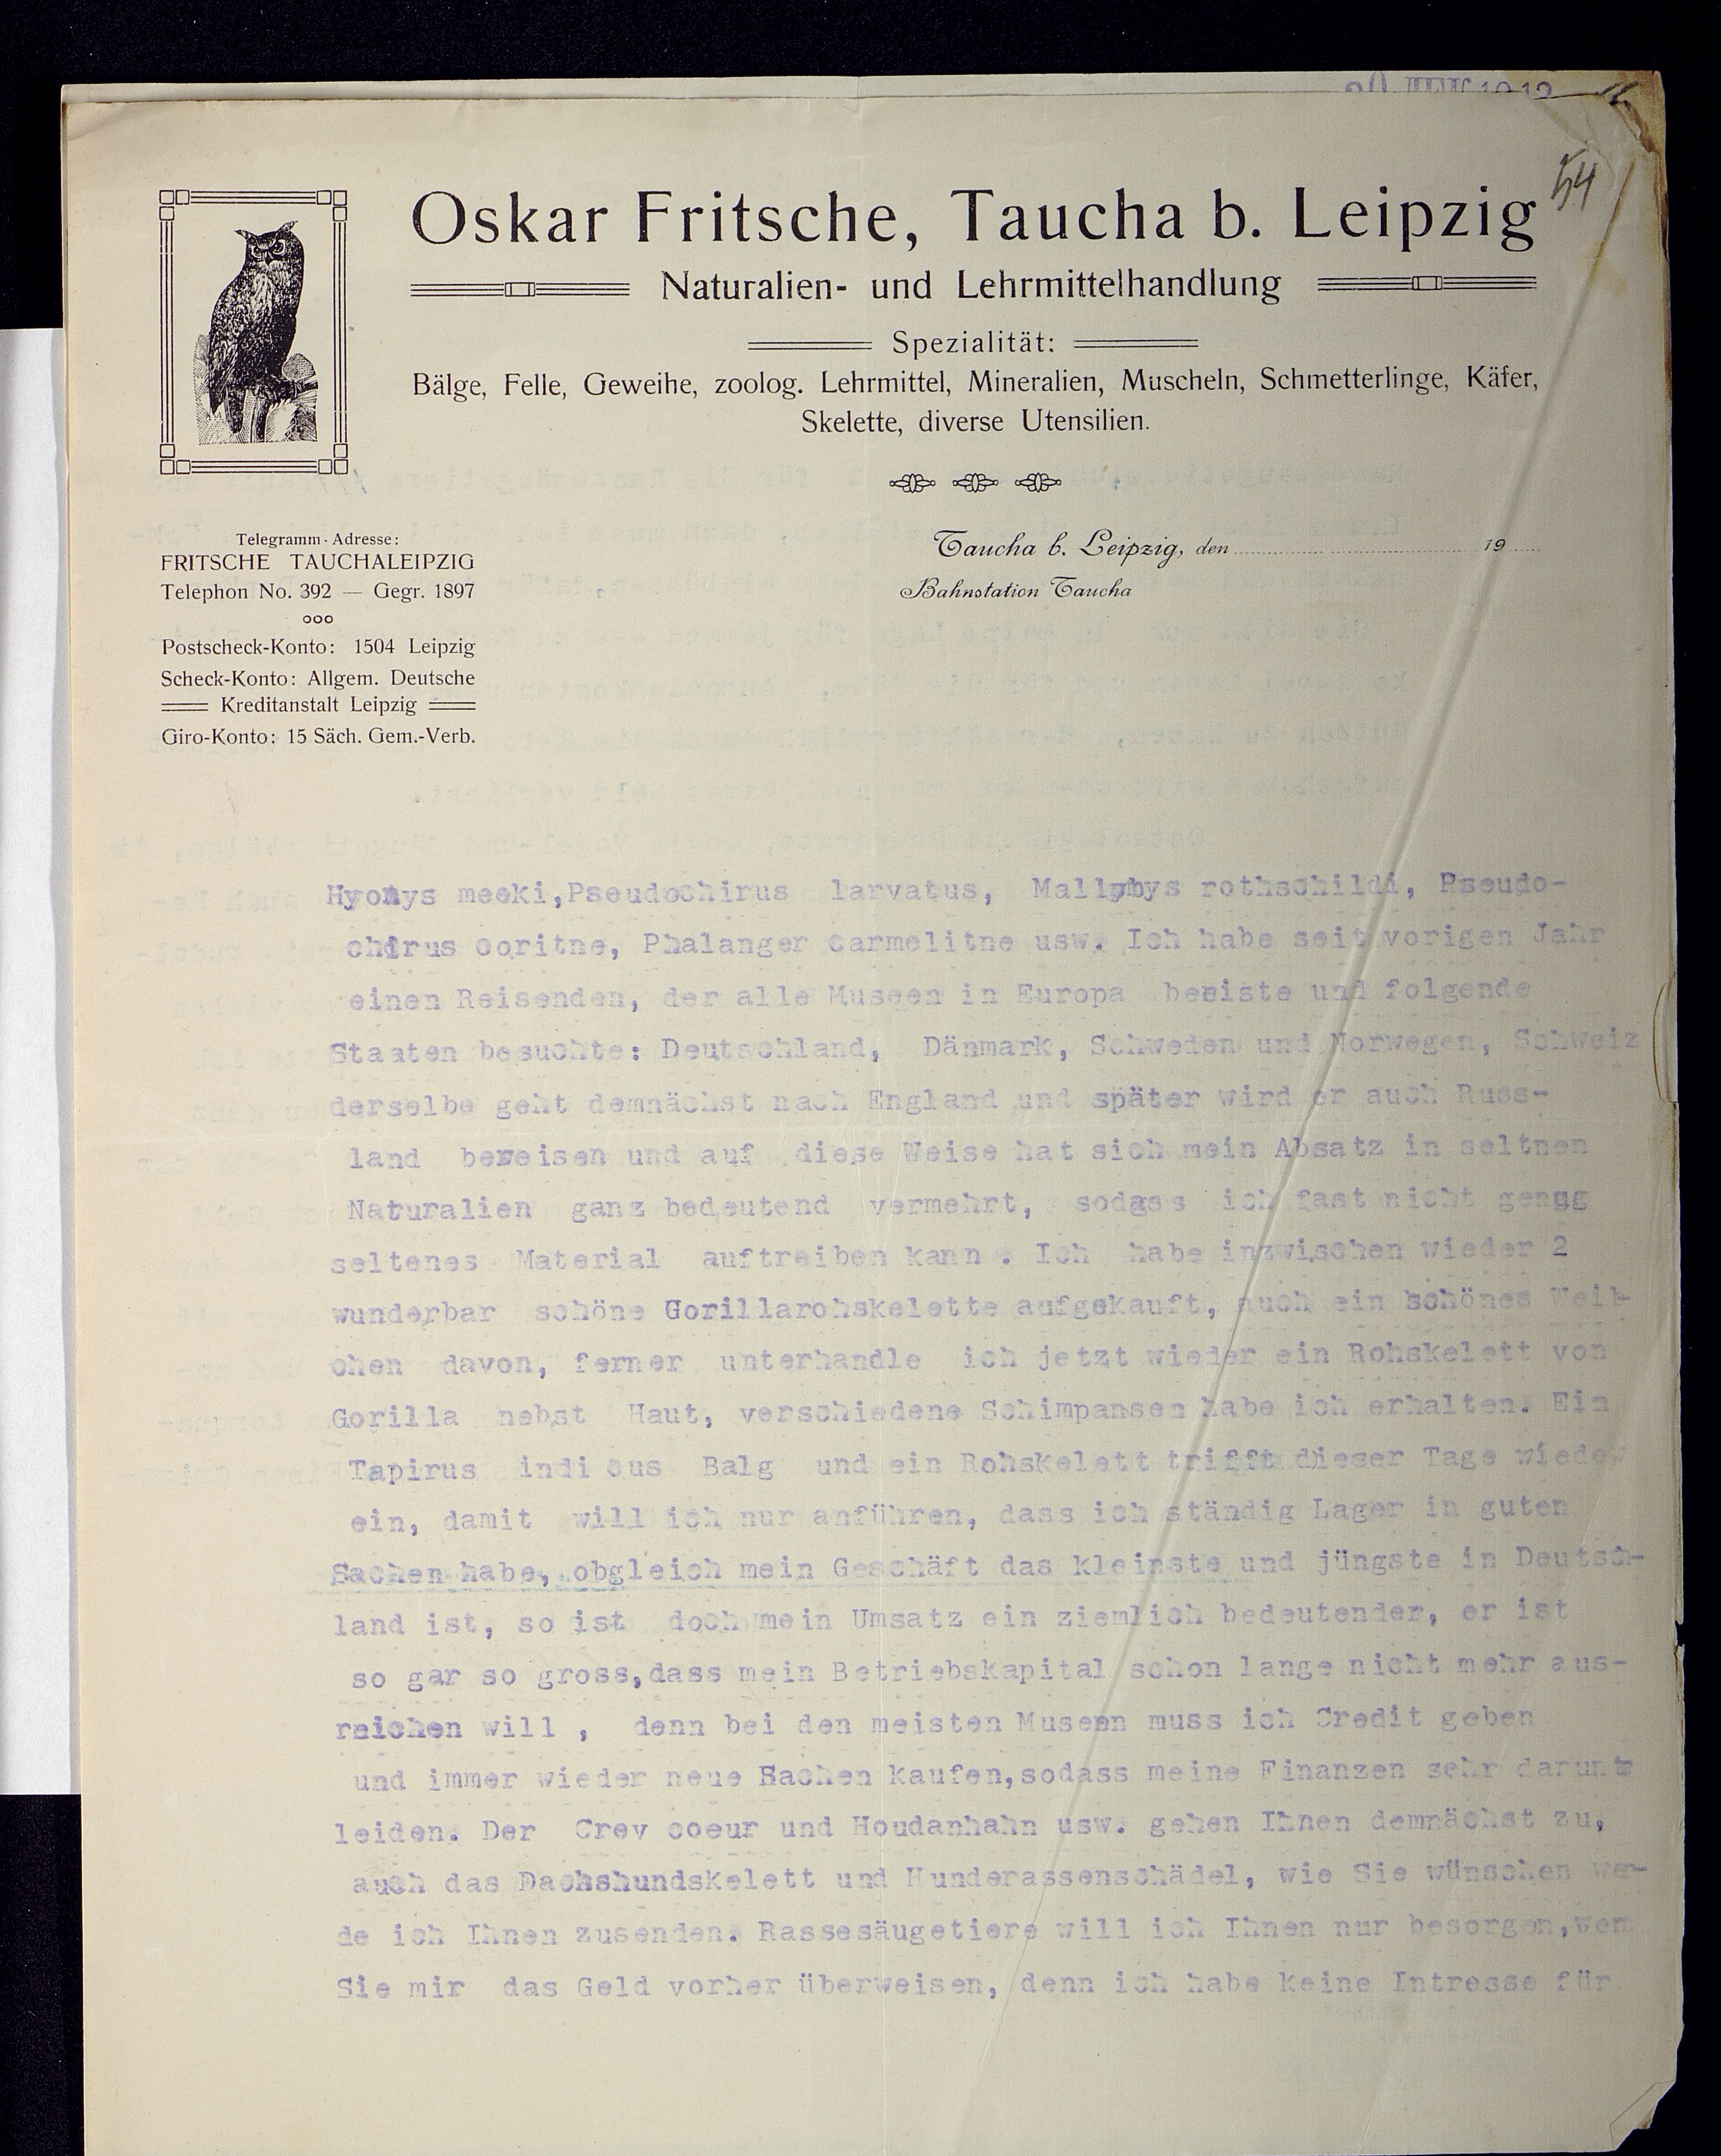 54
Oskar Fritsche, Taucha b. Leipzig
Naturalien- und Lehrmittelhandlung
Spezialität:
Bälge, Felle, Geweihe, zoolog. Lehrmittel, Mineralien, Muscheln, Schmetterlinge, Käfer,
Skelette, diverse Utensilien.
Telegramm-Adresse:
FRITSCHE TAUCHALEIPZIG
Telephon No. 392 — Gegr. 1897
ooo
Postscheck-Konto: 1504 Leipzig
Scheck-Konto: Allgem. Deutsche
Kreditanstalt Leipzig
Giro-Konto: 15 Säch. Gem.-Verb.
Taucha b. Leipzig, den 19
Bahnstation Taucha
Hyomys meeki,Pseudochirus larvatus, Mallomys rothschildi, Pseudo-
chirus coritne, Phalanger carmelitne usw. Ich habe seit vorigen Jahr
einen Reisenden, der alle Museen in Europa bereiste und folgende
Staaten besuchte: Deutschland, Dänmark, Schweden und Norwegen, Schweiz
derselbe geht demnächst nach England und später wird er auch Russ-
land bereisen und auf diese Weise hat sich mein Absatz in seltnen
Naturalien ganz bedeutend vermehrt, sodass ich fast nicht genug
seltenes Material auftreiben kann . Ich habe inzwischen wieder 2
wunderbar schöne Gorillarohskelette aufgekauft, auch ein schönes Weib-
chen davon, ferner unterhandle ich jetzt wieder ein Rohskelett von
Gorilla nebst Haut, verschiedene Schimpansen habe ich erhalten. Ein
Tapirus indi cus Balg und ein Rohskelett trifft dieser Tage wieder
ein, damit will ich nur anführen, dass ich ständig Lager in guten
Sachen habe, obgleich mein Geschäft das kleinste und jüngste in Deutsch-
land ist, so ist doch mein Umsatz ein ziemlich bedeutender, er ist
so gar so gross,dass mein Betriebskapital schon lange nicht mehr aus-
reichen will , denn bei den meisten Museen muss ich Credit geben
und immer wieder neue Sachen kaufen,sodass meine Finanzen sehr darunte
leiden. Der Crev coeur und Houdanhahn usw. gehen Ihnen demnächst zu,
auch das Dachshundskelett und Hunderassenschädel, wie Sie wünschen wer-
de ich Ihnen zusenden. Rassesäugetiere will ich Ihnen nur besorgen,wen
Sie mir das Geld vorher überweisen, denn ich habe keine Intresse für